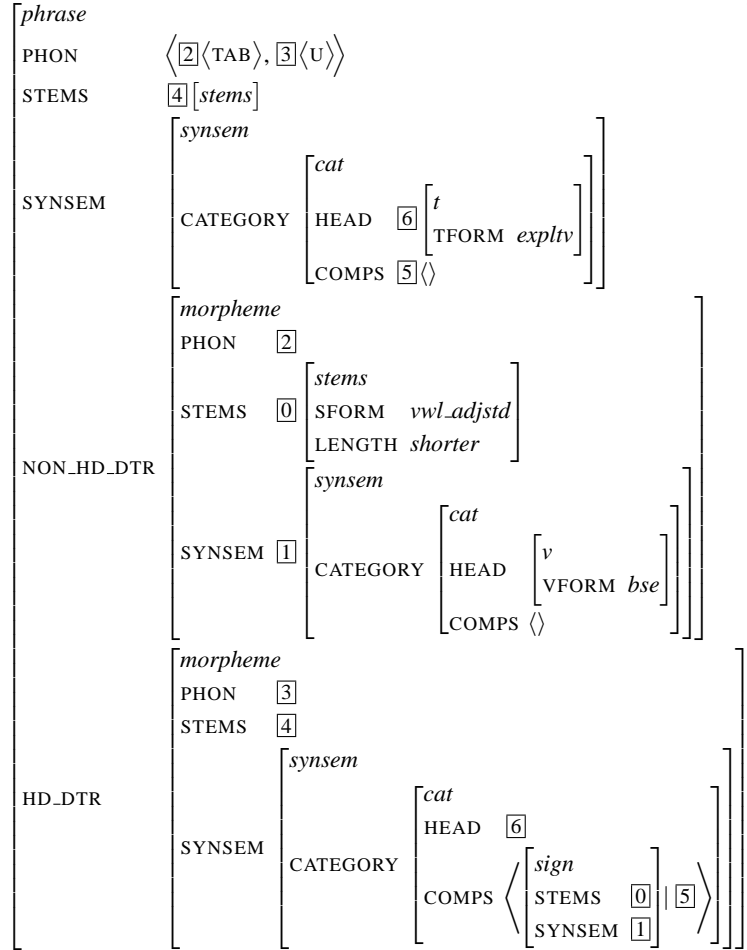 phrase
PHON ⟨[2]⟨TAB⟩, [3]⟨U⟩⟩
STEMS [4][stems]
synsem
cat
SYNSEM CATEGORY HEAD [6] t
TFORM expltv
COMPS [5]⟨⟩
morpheme
PHON [2]
stems
STEMS [0] SFORM vwl_adjstd
LENGTH shorter
NON_HD_DTR
synsem
cat
SYNSEM [1] CATEGORY HEAD v
VFORM bse
COMPS ⟨⟩
morpheme
PHON [3]
STEMS [4]
HD_DTR
synsem
cat
HEAD [6]
SYNSEM CATEGORY
sign
COMPS ⟨STEMS [0] | [5]⟩
SYNSEM [1]